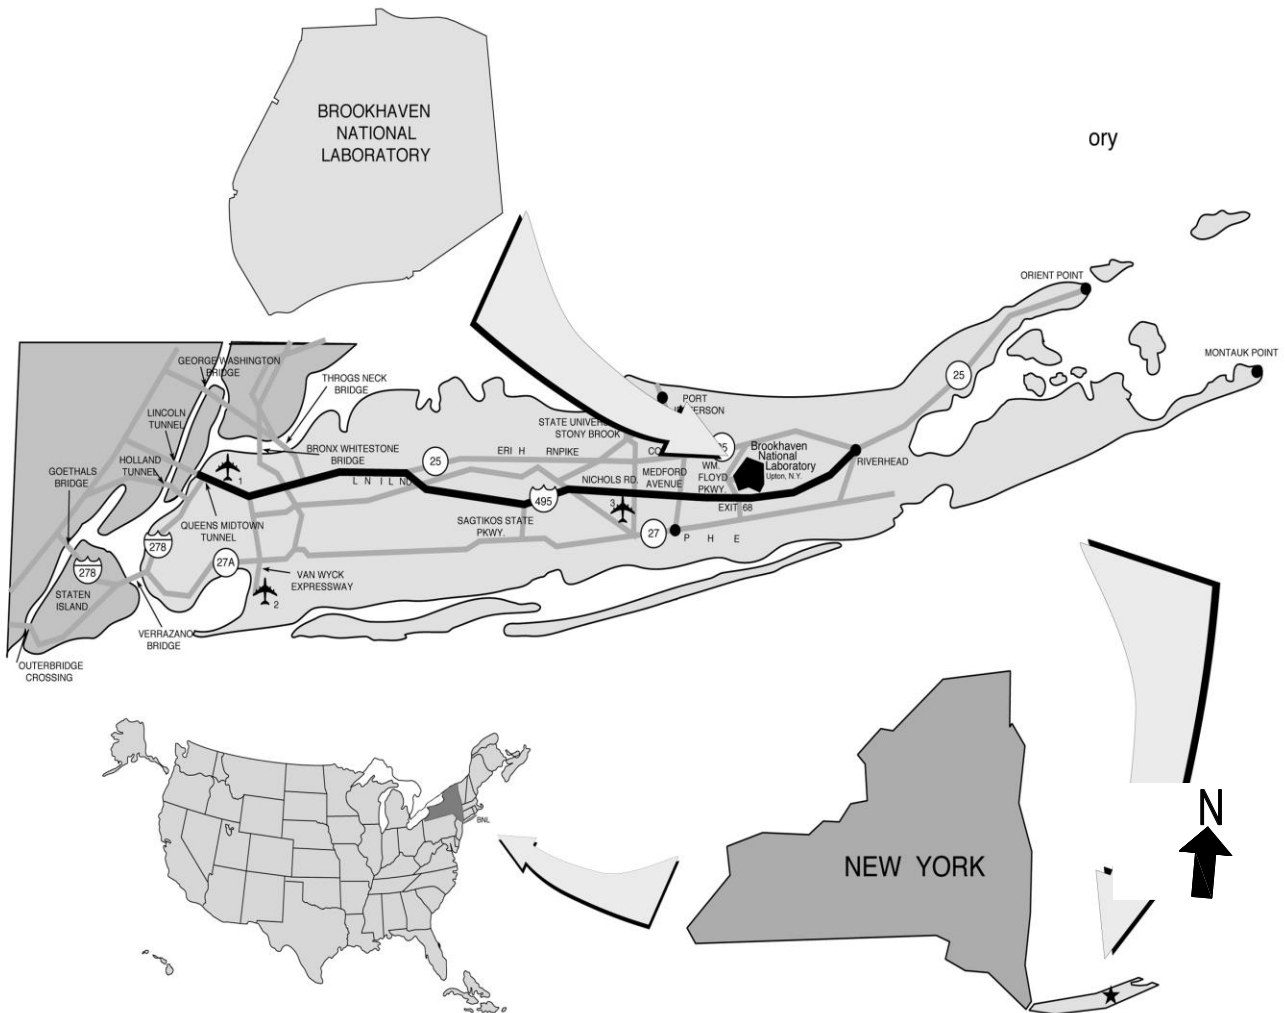 BROOKHAVEN
NATIONAL
LABORATORY
ory
ORIENT POINT
MONTAUK POINT
GEORGE WASHINGTON
BRIDGE
THROGS NECK
BRIDGE
25
PORT
LINCOLN
TUNNEL
STATE
STONY BROOK
BRONX WHITESTONE
BRIDGE
25
ERI H RNPIKE
CO
Brookhaven
National
Laboratory
Upton, N.Y.
RIVERHEAD
HOLLAND
TUNNEL
GOETHALS
BRIDGE
1
L N I L N
NICHOLS RD.
MEDFORD
AVENUE
WM.
FLOYD
PKWY.
495
3
EXIT 68
QUEENS MIDTOWN
TUNNEL
SAGTIKOS STATE
PKWY.
27
P H E
278
278
27A
VAN WYCK
EXPRESSWAY
2
STATEN
ISLAND
VERRAZANO
BRIDGE
OUTERBRIDGE
CROSSING
BNL
N
NEW YORK